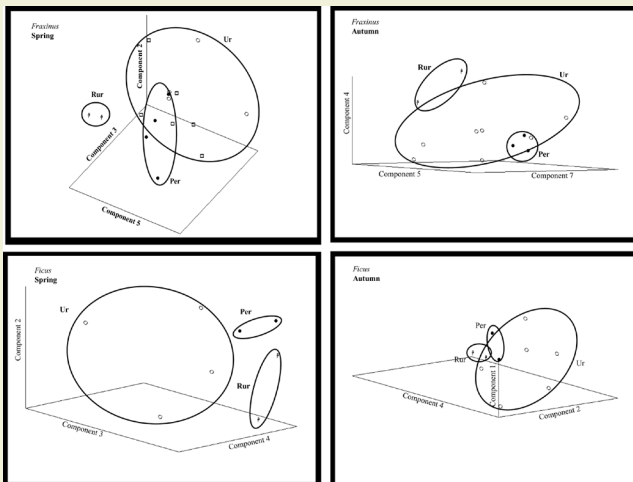 Fraxinus
Spring
Ur
Rur
Per
Component 2
Component 3
Component 5
Fraxinus
Autumn
Rur
Ur
Per
Component 4
Component 5
Component 7
Ficus
Spring
Ur
Per
Rur
Component 2
Component 3
Component 4
Ficus
Autumn
Per
Rur
Ur
Component 1
Component 4
Component 2